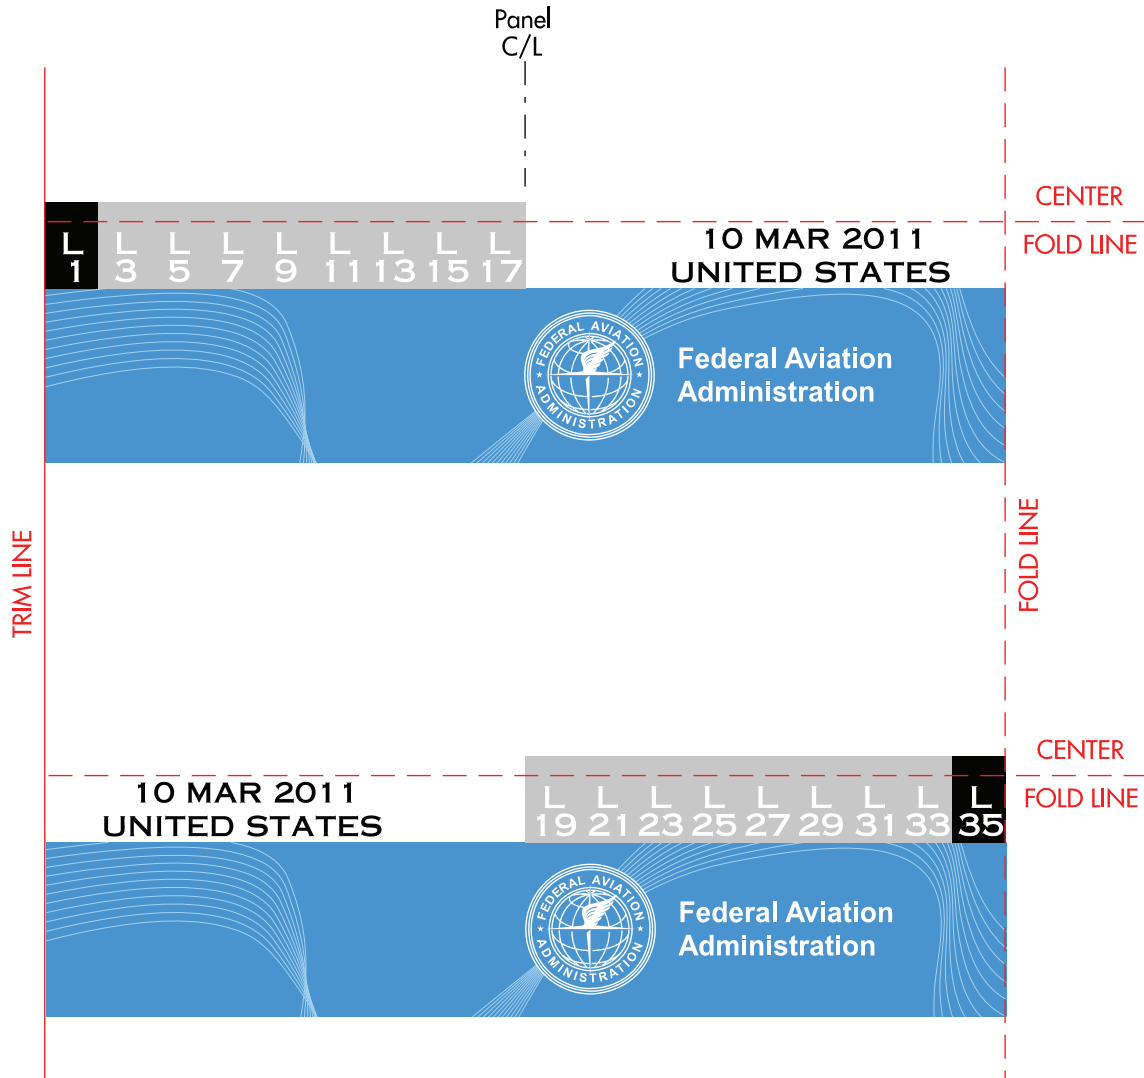 Panel
C/L
CENTER
FOLD LINE
L L L L L L L L L
1 3 5 7 9 11 13 15 17
10 MAR 2011
UNITED STATES
FEDERAL AVIATION
ADMINISTRATION
Federal Aviation
Administration
TRIM LINE
FOLD LINE
CENTER
FOLD LINE
10 MAR 2011
UNITED STATES
L L L L L L L L L
19 21 23 25 27 29 31 33 35
FEDERAL AVIATION
ADMINISTRATION
Federal Aviation
Administration